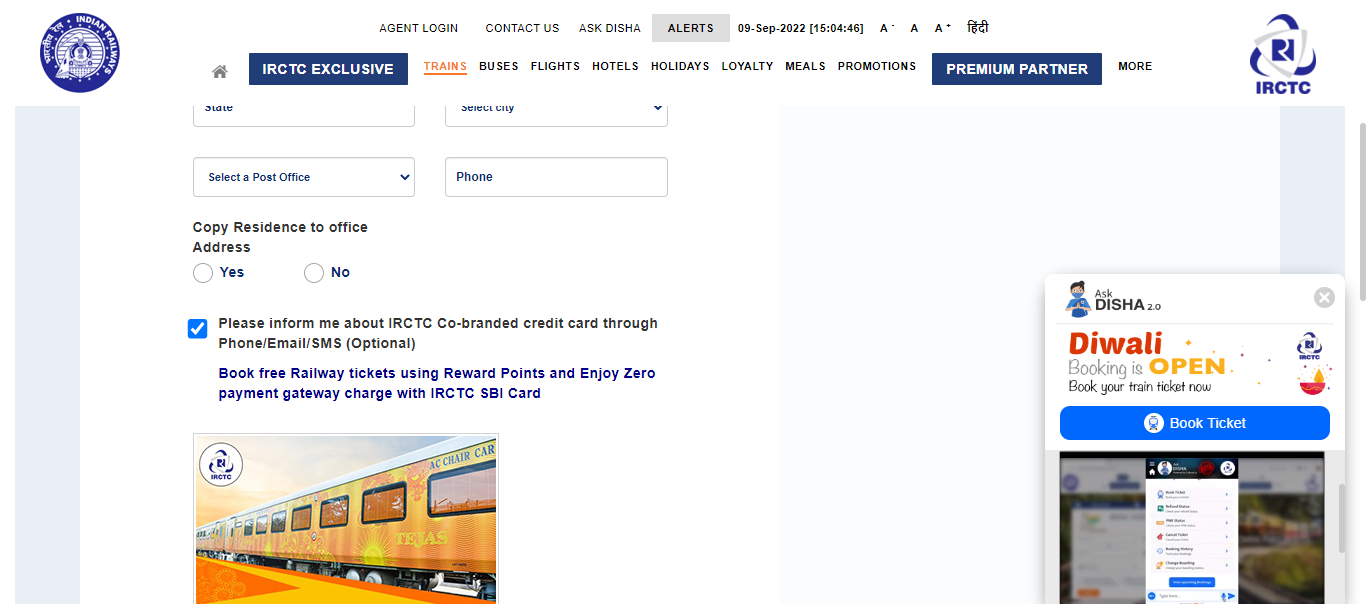 AGENT LOGIN CONTACT US ASK DISHA ALERTS 09-Sep-2022 [15:04:46] A - A A + हिंदी
INDIAN RAILWAYS
भारतीय रेल
IRCTC EXCLUSIVE TRAINS BUSES FLIGHTS HOTELS HOLIDAYS LOYALTY MEALS PROMOTIONS PREMIUM PARTNER MORE
IRCTC
State Select city
Select a Post Office Phone
Copy Residence to office
Address
Yes No
Please inform me about IRCTC Co-branded credit card through
Phone/Email/SMS (Optional)
Book free Railway tickets using Reward Points and Enjoy Zero
payment gateway charge with IRCTC SBI Card
IRCTC
AC CHAIR CAR
TEJAS
Ask
DISHA 2.0
Diwali
IRCTC
Booking is OPEN
Book your train ticket now
Book Ticket
DISHA
Book Ticket
Refund Status
PNR Status
Cancel Ticket
Booking History
Change Boarding